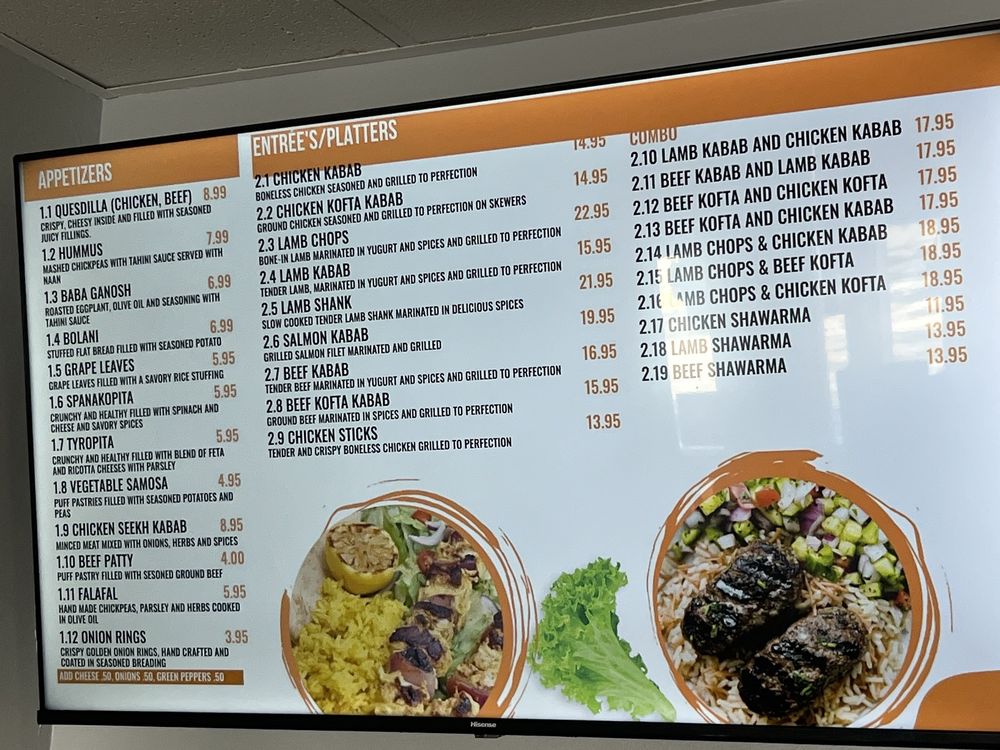 APPETIZERS
1.1 QUESDILLA (CHICKEN, BEEF) 8.99
CRISPY, CHEESY INSIDE AND FILLED WITH SEASONED
JUICY FILLINGS.
1.2 HUMMUS 7.99
MASHED CHICKPEAS WITH TAHINI SAUCE SERVED WITH
NAAN
1.3 BABA GANOSH 6.99
ROASTED EGGPLANT, OLIVE OIL AND SEASONING WITH
TAHINI SAUCE
1.4 BOLANI 6.99
STUFFED FLAT BREAD FILLED WITH SEASONED POTATO
1.5 GRAPE LEAVES 5.95
GRAPE LEAVES FILLED WITH A SAVORY RICE STUFFING
1.6 SPANAKOPITA 5.95
CRUNCHY AND HEALTHY FILLED WITH SPINACH AND
CHEESE AND SAVORY SPICES
1.7 TYROPITA 5.95
CRUNCHY AND HEALTHY FILLED WITH BLEND OF FETA
AND RICOTTA CHEESES WITH PARSLEY
1.8 VEGETABLE SAMOSA 4.95
PUFF PASTRIES FILLED WITH SEASONED POTATOES AND
PEAS
1.9 CHICKEN SEEKH KABAB 8.95
MINCED MEAT MIXED WITH ONIONS, HERBS AND SPICES
1.10 BEEF PATTY 4.00
PUFF PASTRY FILLED WITH SESONED GROUND BEEF
1.11 FALAFAL 5.95
HAND MADE CHICKPEAS, PARSLEY AND HERBS COOKED
IN OLIVE OIL
1.12 ONION RINGS 3.95
CRISPY GOLDEN ONION RINGS, HAND CRAFTED AND
COATED IN SEASONED BREADING
ADD CHEESE .50, ONIONS .50, GREEN PEPPERS .50
ENTRÉE'S/PLATTERS
2.1 CHICKEN KABAB 14.95
BONELESS CHICKEN SEASONED AND GRILLED TO PERFECTION
2.2 CHICKEN KOFTA KABAB 14.95
GROUND CHICKEN SEASONED AND GRILLED TO PERFECTION ON SKEWERS
2.3 LAMB CHOPS 22.95
BONE-IN LAMB MARINATED IN YOGURT AND SPICES AND GRILLED TO PERFECTION
2.4 LAMB KABAB 15.95
TENDER LAMB, MARINATED IN YOGURT AND SPICES AND GRILLED TO PERFECTION
2.5 LAMB SHANK 21.95
SLOW COOKED TENDER LAMB SHANK MARINATED IN DELICIOUS SPICES
2.6 SALMON KABAB 19.95
GRILLED SALMON FILET MARINATED AND GRILLED
2.7 BEEF KABAB 16.95
TENDER BEEF MARINATED IN YOGURT AND SPICES AND GRILLED TO PERFECTION
2.8 BEEF KOFTA KABAB 15.95
GROUND BEEF MARINATED IN SPICES AND GRILLED TO PERFECTION
2.9 CHICKEN STICKS 13.95
TENDER AND CRISPY BONELESS CHICKEN GRILLED TO PERFECTION
COMBO
2.10 LAMB KABAB AND CHICKEN KABAB 17.95
2.11 BEEF KABAB AND LAMB KABAB 17.95
2.12 BEEF KOFTA AND CHICKEN KOFTA 17.95
2.13 BEEF KOFTA AND CHICKEN KABAB 17.95
2.14 LAMB CHOPS & CHICKEN KABAB 18.95
2.15 LAMB CHOPS & BEEF KOFTA 18.95
2.16 LAMB CHOPS & CHICKEN KOFTA 18.95
2.17 CHICKEN SHAWARMA 11.95
2.18 LAMB SHAWARMA 13.95
2.19 BEEF SHAWARMA 13.95
Hisense